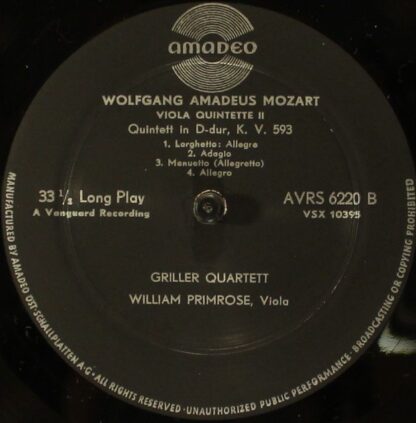 AMADEO
WOLFGANG AMADEUS MOZART
VIOLA QUINTETTE II
Quintett in D-dur, K. V. 593
1. Larghetto: Allegro
2. Adagio
3. Menuetto (Allegretto)
4. Allegro
33 ⅓ Long Play
A Vanguard Recording
AVRS 6220 B
VSX 10395
GRILLER QUARTETT
WILLIAM PRIMROSE, Viola
MANUFACTURED BY AMADEO ÖST. SCHALLPLATTEN A·G · ALL RIGHTS RESERVED · UNAUTHORIZED PUBLIC PERFORMANCE · BROADCASTING OR COPYING PROHIBITED